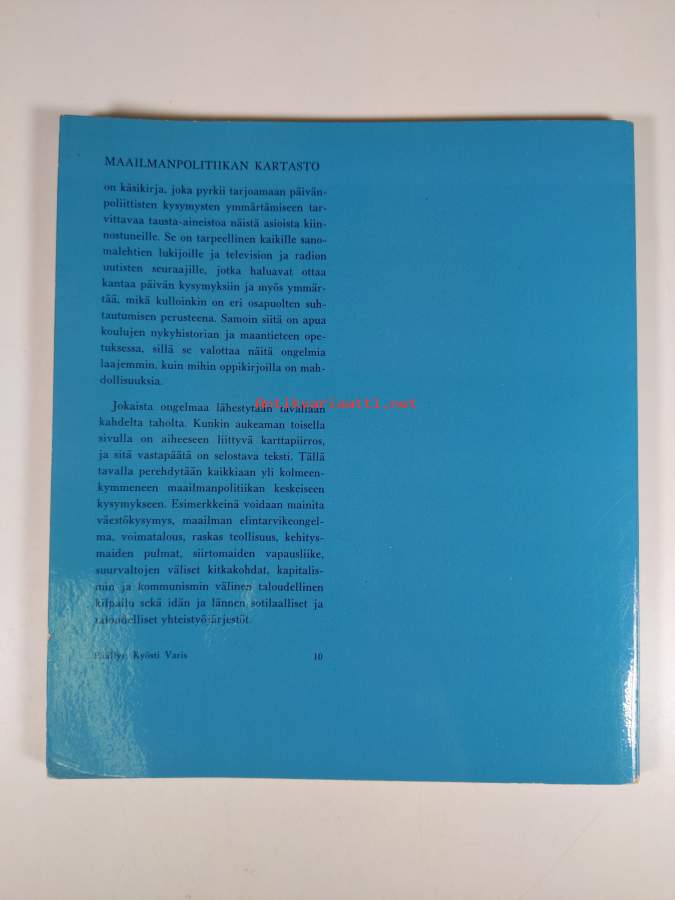 MAAILMANPOLITIIKAN KARTASTO
on käsikirja, joka pyrkii tarjoamaan päivän-
poliittisten kysymysten ymmärtämiseen tar-
vittavaa tausta-aineistoa näistä asioista kiin-
nostuneille. Se on tarpeellinen kaikille sano-
malehtien lukijoille ja television ja radion
uutisten seuraajille, jotka haluavat ottaa
kantaa päivän kysymyksiin ja myös ymmär-
tää, mikä kulloinkin on eri osapuolten suh-
tautumisen perusteena. Samoin siitä on apua
koulujen nykyhistorian ja maantieteen ope-
tuksessa, sillä se valottaa näitä ongelmia
laajemmin, kuin mihin oppikirjoilla on mah-
dollisuuksia.
Antikvariaatti.net
Jokaista ongelmaa lähestytään tavallaan
kahdelta taholta. Kunkin aukeaman toisella
sivulla on aiheeseen liittyvä karttapiirros,
ja sitä vastapäätä on selostava teksti. Tällä
tavalla perehdytään kaikkiaan yli kolmeen-
kymmeneen maailmanpolitiikan keskeiseen
kysymykseen. Esimerkkeinä voidaan mainita
väestökysymys, maailman elintarvikeongel-
ma, voimatalous, raskas teollisuus, kehitys-
maiden pulmat, siirtomaiden vapausliike,
suurvaltojen väliset kitkakohdat, kapitalis-
min ja kommunismin välinen taloudellinen
kilpailu sekä idän ja lännen sotilaalliset ja
taloudelliset yhteistyöjärjestöt.
Päällys: Kyösti Varis 10